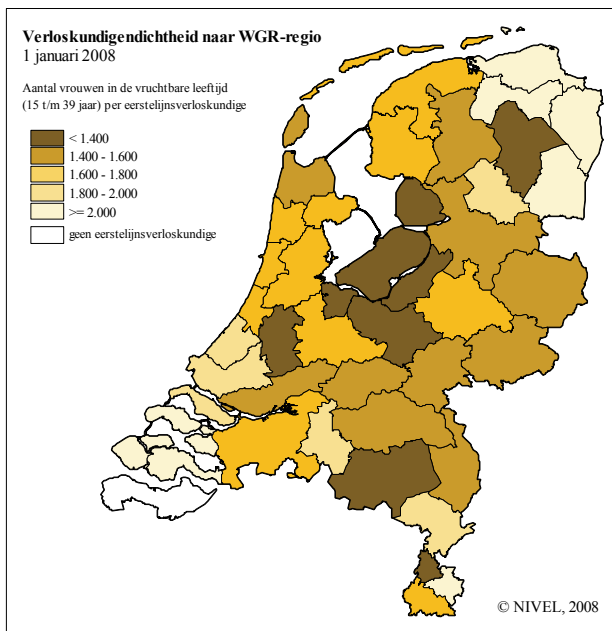 Verloskundigendichtheid naar WGR-regio
1 januari 2008
Aantal vrouwen in de vruchtbare leeftijd
(15 t/m 39 jaar) per eerstelijnsverloskundige
< 1.400
1.400 - 1.600
1.600 - 1.800
1.800 - 2.000
>= 2.000
geen eerstelijnsverloskundige
© NIVEL, 2008